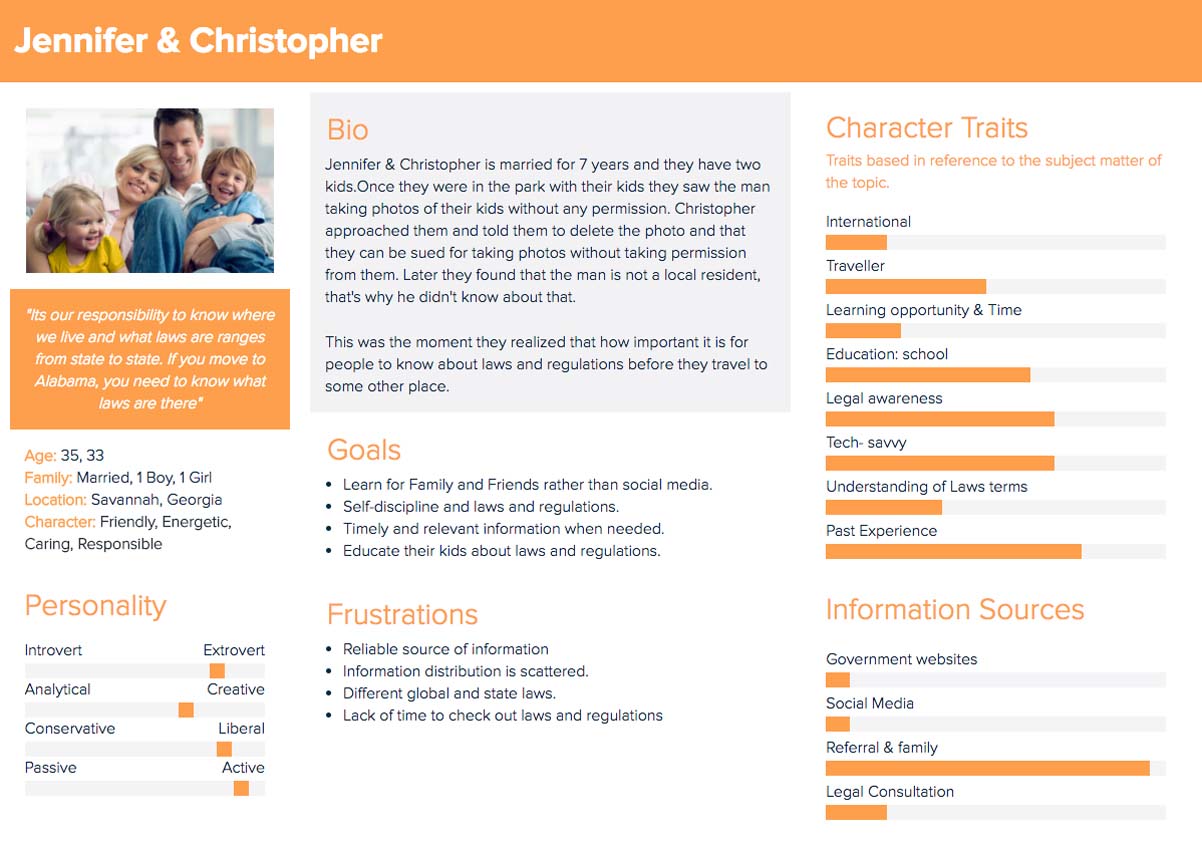 Jennifer & Christopher
"Its our responsibility to know where
we live and what laws are ranges
from state to state. If you move to
Alabama, you need to know what
laws are there"
Age: 35, 33
Family: Married, 1 Boy, 1 Girl
Location: Savannah, Georgia
Character: Friendly, Energetic,
Caring, Responsible
Personality
Introvert Extrovert
Analytical Creative
Conservative Liberal
Passive Active
Bio
Jennifer & Christopher is married for 7 years and they have two
kids.Once they were in the park with their kids they saw the man
taking photos of their kids without any permission. Christopher
approached them and told them to delete the photo and that
they can be sued for taking photos without taking permission
from them. Later they found that the man is not a local resident,
that's why he didn't know about that.
This was the moment they realized that how important it is for
people to know about laws and regulations before they travel to
some other place.
Goals
• Learn for Family and Friends rather than social media.
• Self-discipline and laws and regulations.
• Timely and relevant information when needed.
• Educate their kids about laws and regulations.
Frustrations
• Reliable source of information
• Information distribution is scattered.
• Different global and state laws.
• Lack of time to check out laws and regulations
Character Traits
Traits based in reference to the subject matter of
the topic.
International
Traveller
Learning opportunity & Time
Education: school
Legal awareness
Tech- savvy
Understanding of Laws terms
Past Experience
Information Sources
Government websites
Social Media
Referral & family
Legal Consultation